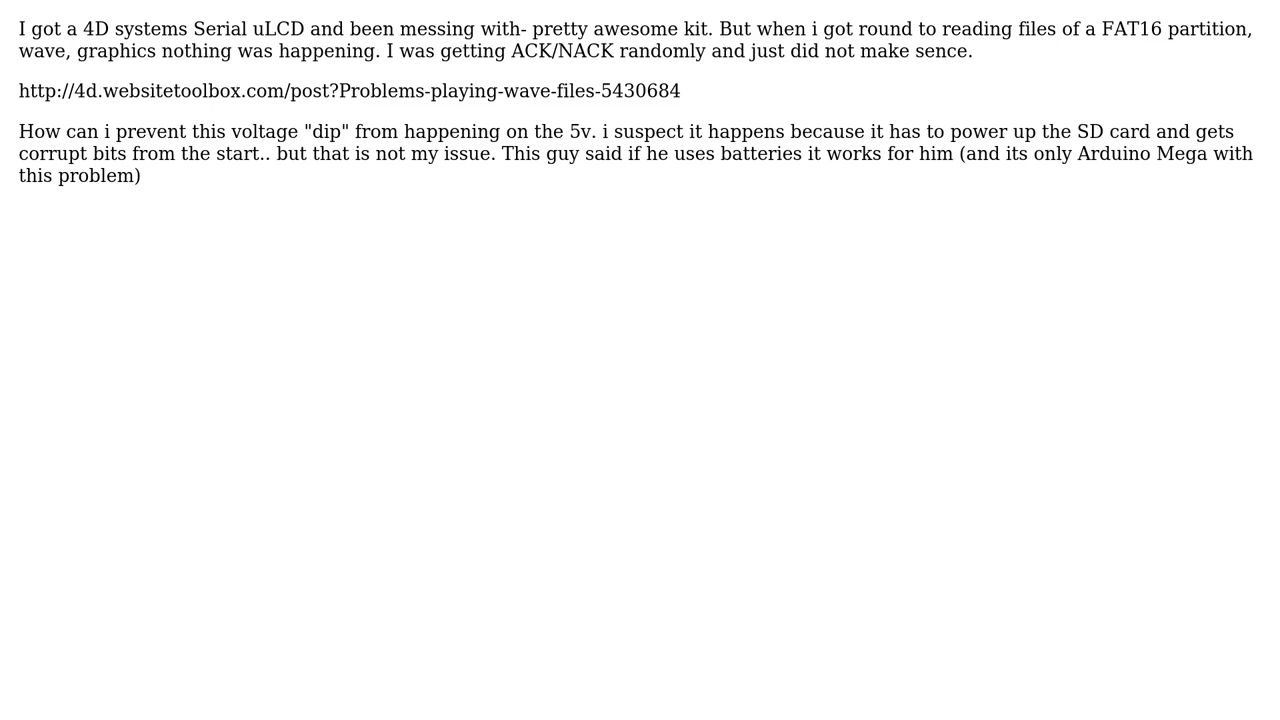 I got a 4D systems Serial uLCD and been messing with- pretty awesome kit. But when i got round to reading files of a FAT16 partition,
wave, graphics nothing was happening. I was getting ACK/NACK randomly and just did not make sence.
http://4d.websitetoolbox.com/post?Problems-playing-wave-files-5430684
How can i prevent this voltage "dip" from happening on the 5v. i suspect it happens because it has to power up the SD card and gets
corrupt bits from the start.. but that is not my issue. This guy said if he uses batteries it works for him (and its only Arduino Mega with
this problem)